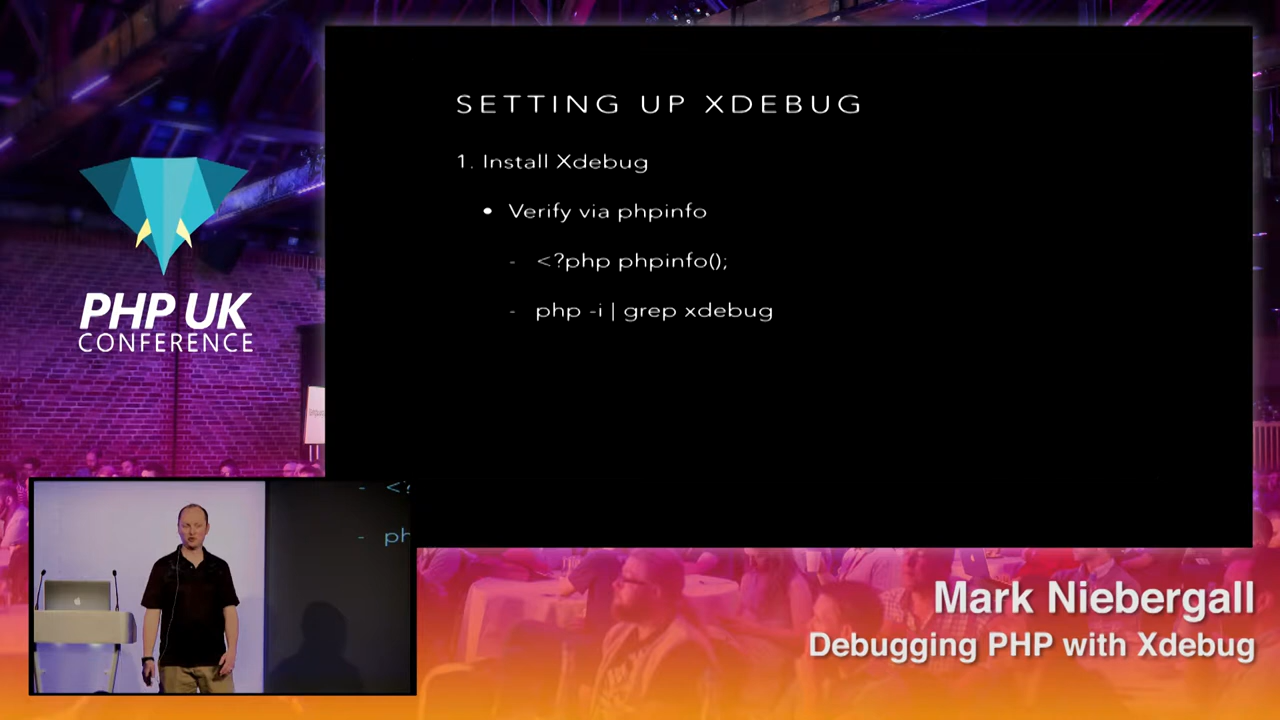 SETTING UP XDEBUG
1. Install Xdebug
• Verify via phpinfo
- <?php phpinfo();
- php -i | grep xdebug
PHP UK
CONFERENCE
- <?
- ph
Mark Niebergall
Debugging PHP with Xdebug